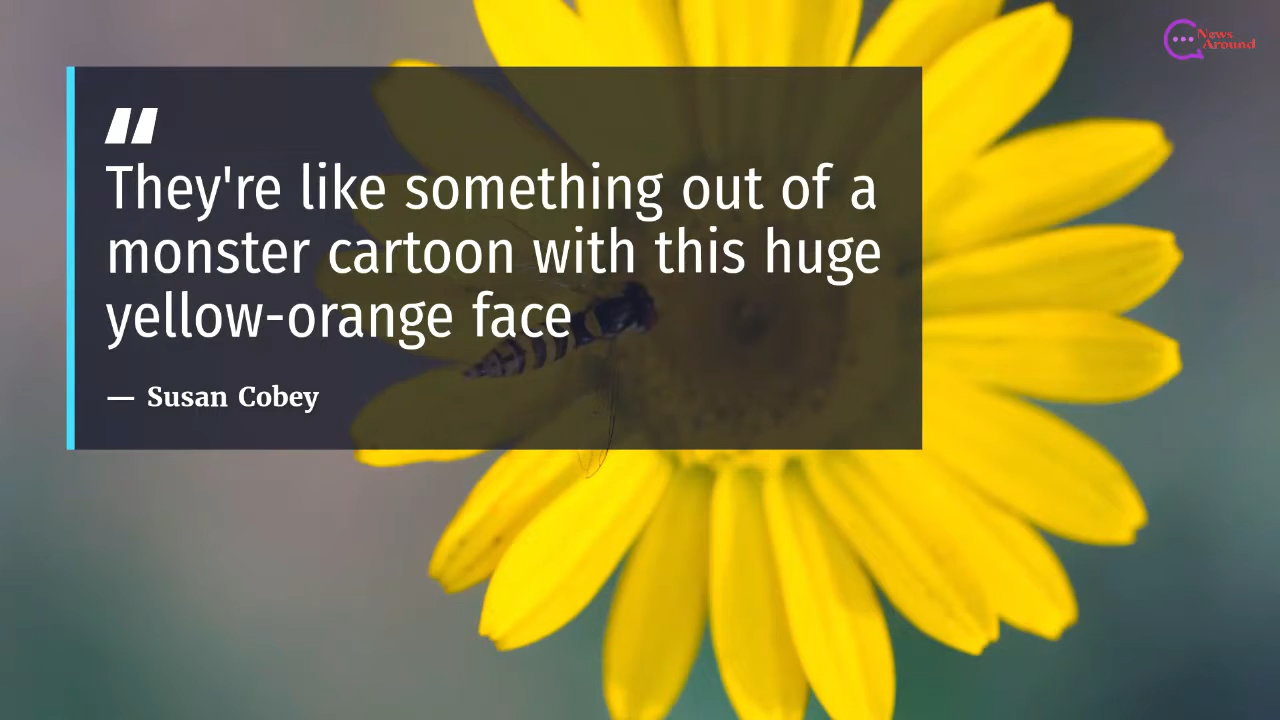 News
Around
"
They're like something out of a
monster cartoon with this huge
yellow-orange face
— Susan Cobey